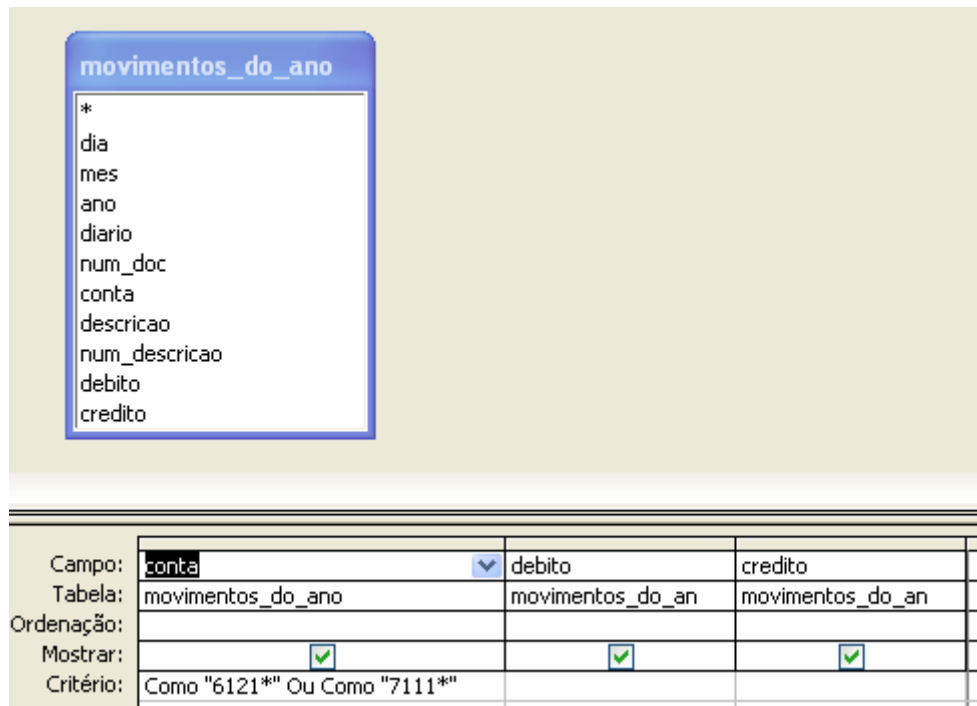 movimentos_do_ano
*
dia
mes
ano
diario
num_doc
conta
descricao
num_descricao
debito
credito
Campo: conta debito credito
Tabela: movimentos_do_ano movimentos_do_an movimentos_do_an
Ordenação:
Mostrar:
Critério: Como "6121*" Ou Como "7111*"